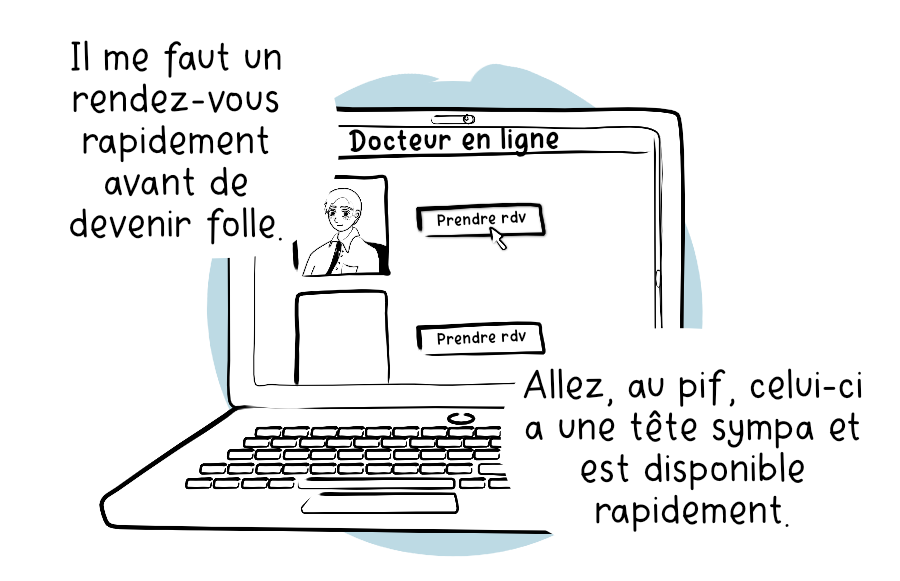 Il me faut un
rendez-vous
rapidement
avant de
devenir folle.
Docteur en ligne
Prendre rdv
Prendre rdv
Allez, au pif, celui-ci
a une tête sympa et
est disponible
rapidement.